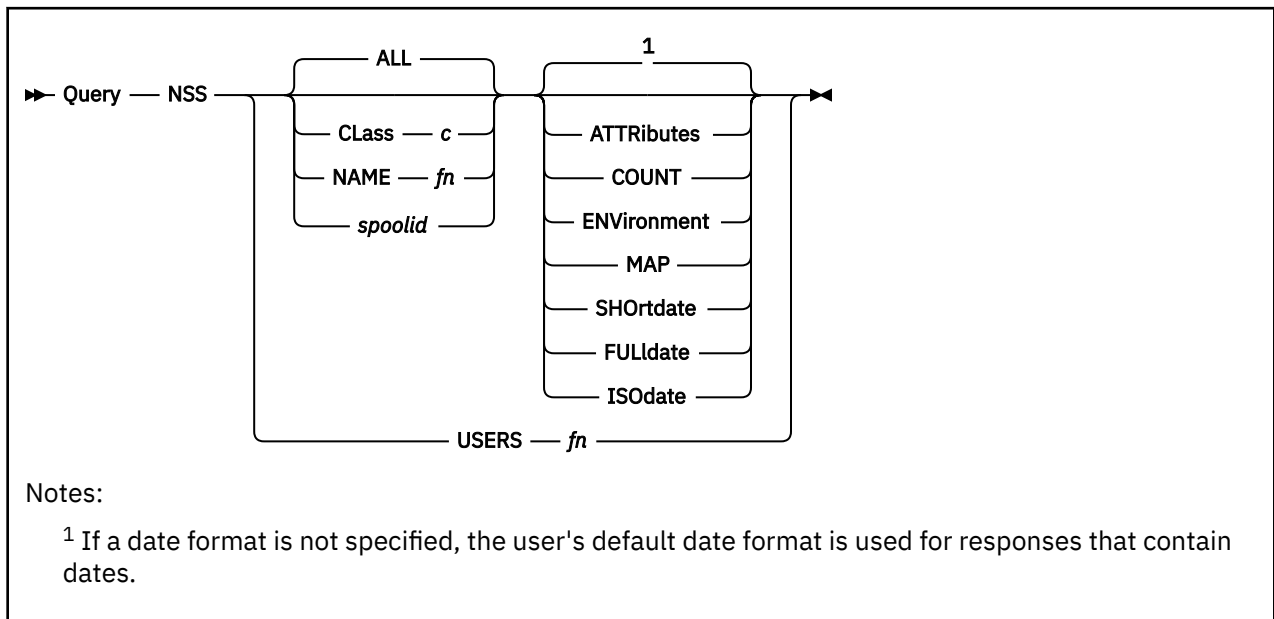 1
ALL
Query NSS
CLass c
ATTRibutes
NAME fn
COUNT
spoolid
ENVironment
MAP
SHOrtdate
FULldate
ISOdate
USERS fn
Notes:
1 If a date format is not specified, the user's default date format is used for responses that contain
dates.